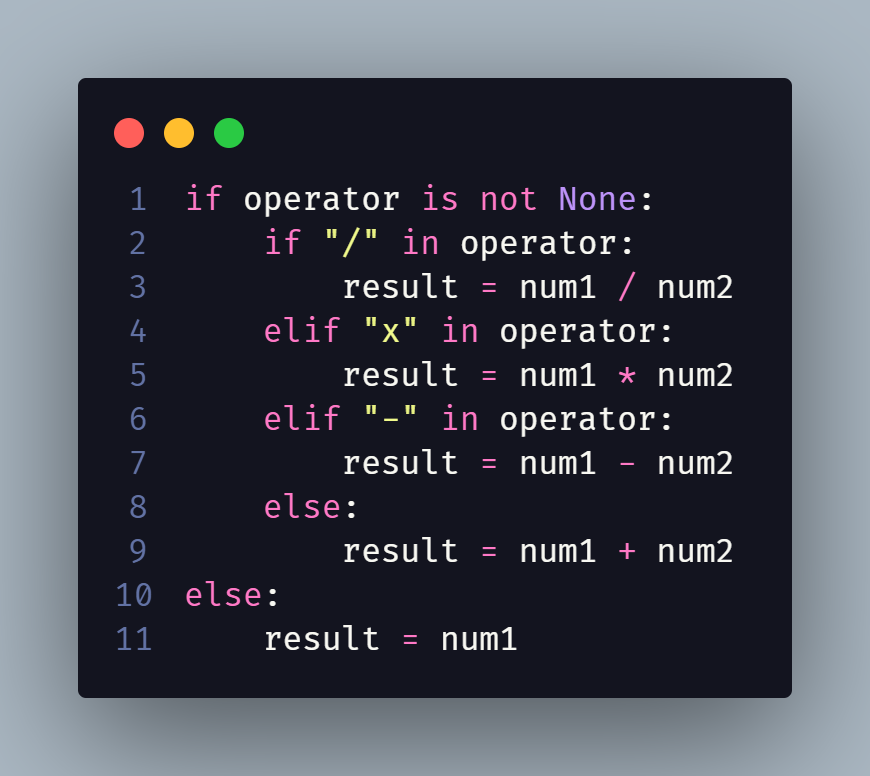 1 if operator is not None:
2     if "/" in operator:
3         result = num1 / num2
4     elif "x" in operator:
5         result = num1 * num2
6     elif "-" in operator:
7         result = num1 - num2
8     else:
9         result = num1 + num2
10 else:
11     result = num1